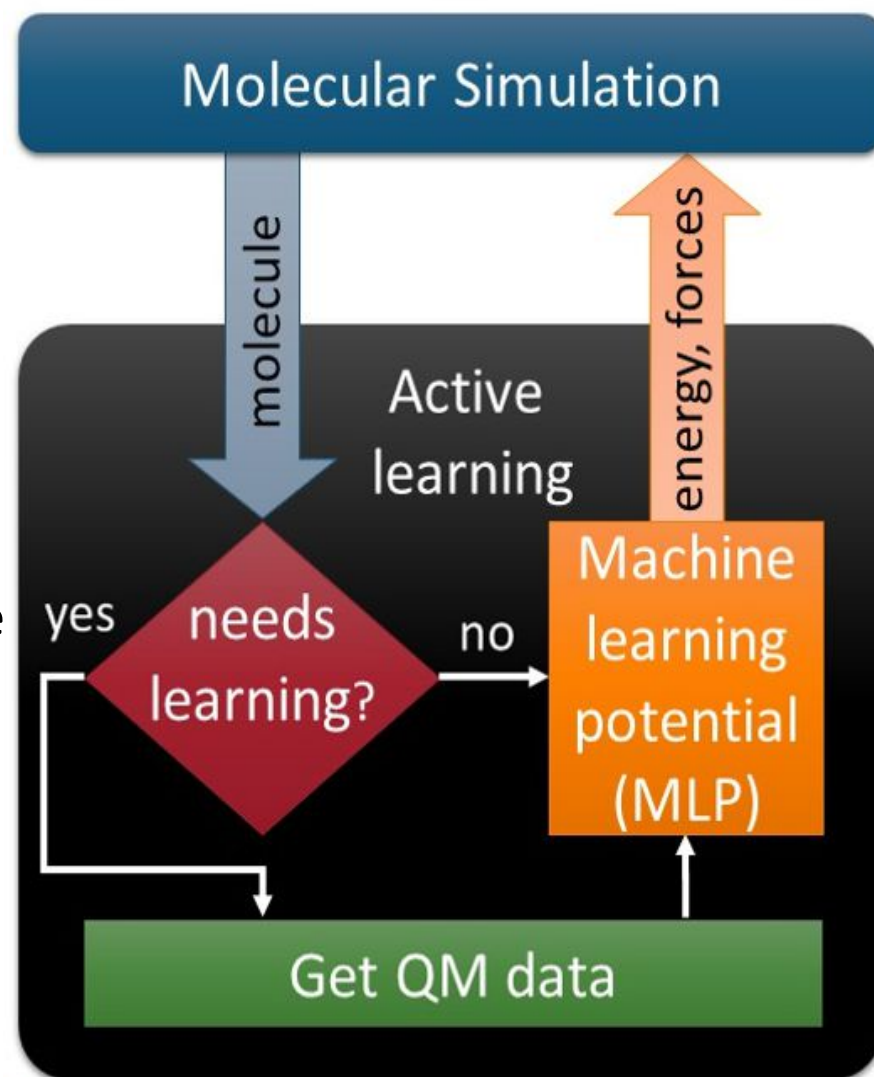 Molecular Simulation
molecule
energy, forces
Active
learning
yes
needs
learning?
no
Machine
learning
potential
(MLP)
Get QM data